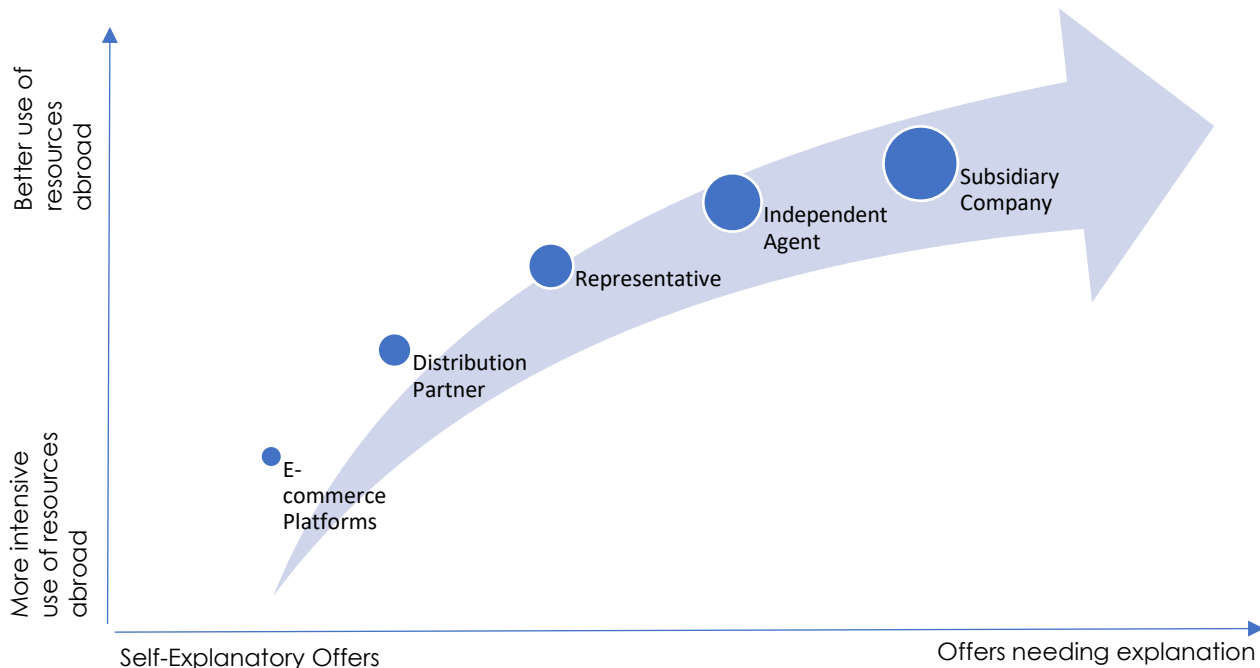 Better use of
resources
abroad
More intensive
use of resources
abroad
Subsidiary
Company
Independent
Agent
Representative
Distribution
Partner
E-
commerce
Platforms
Self-Explanatory Offers
Offers needing explanation